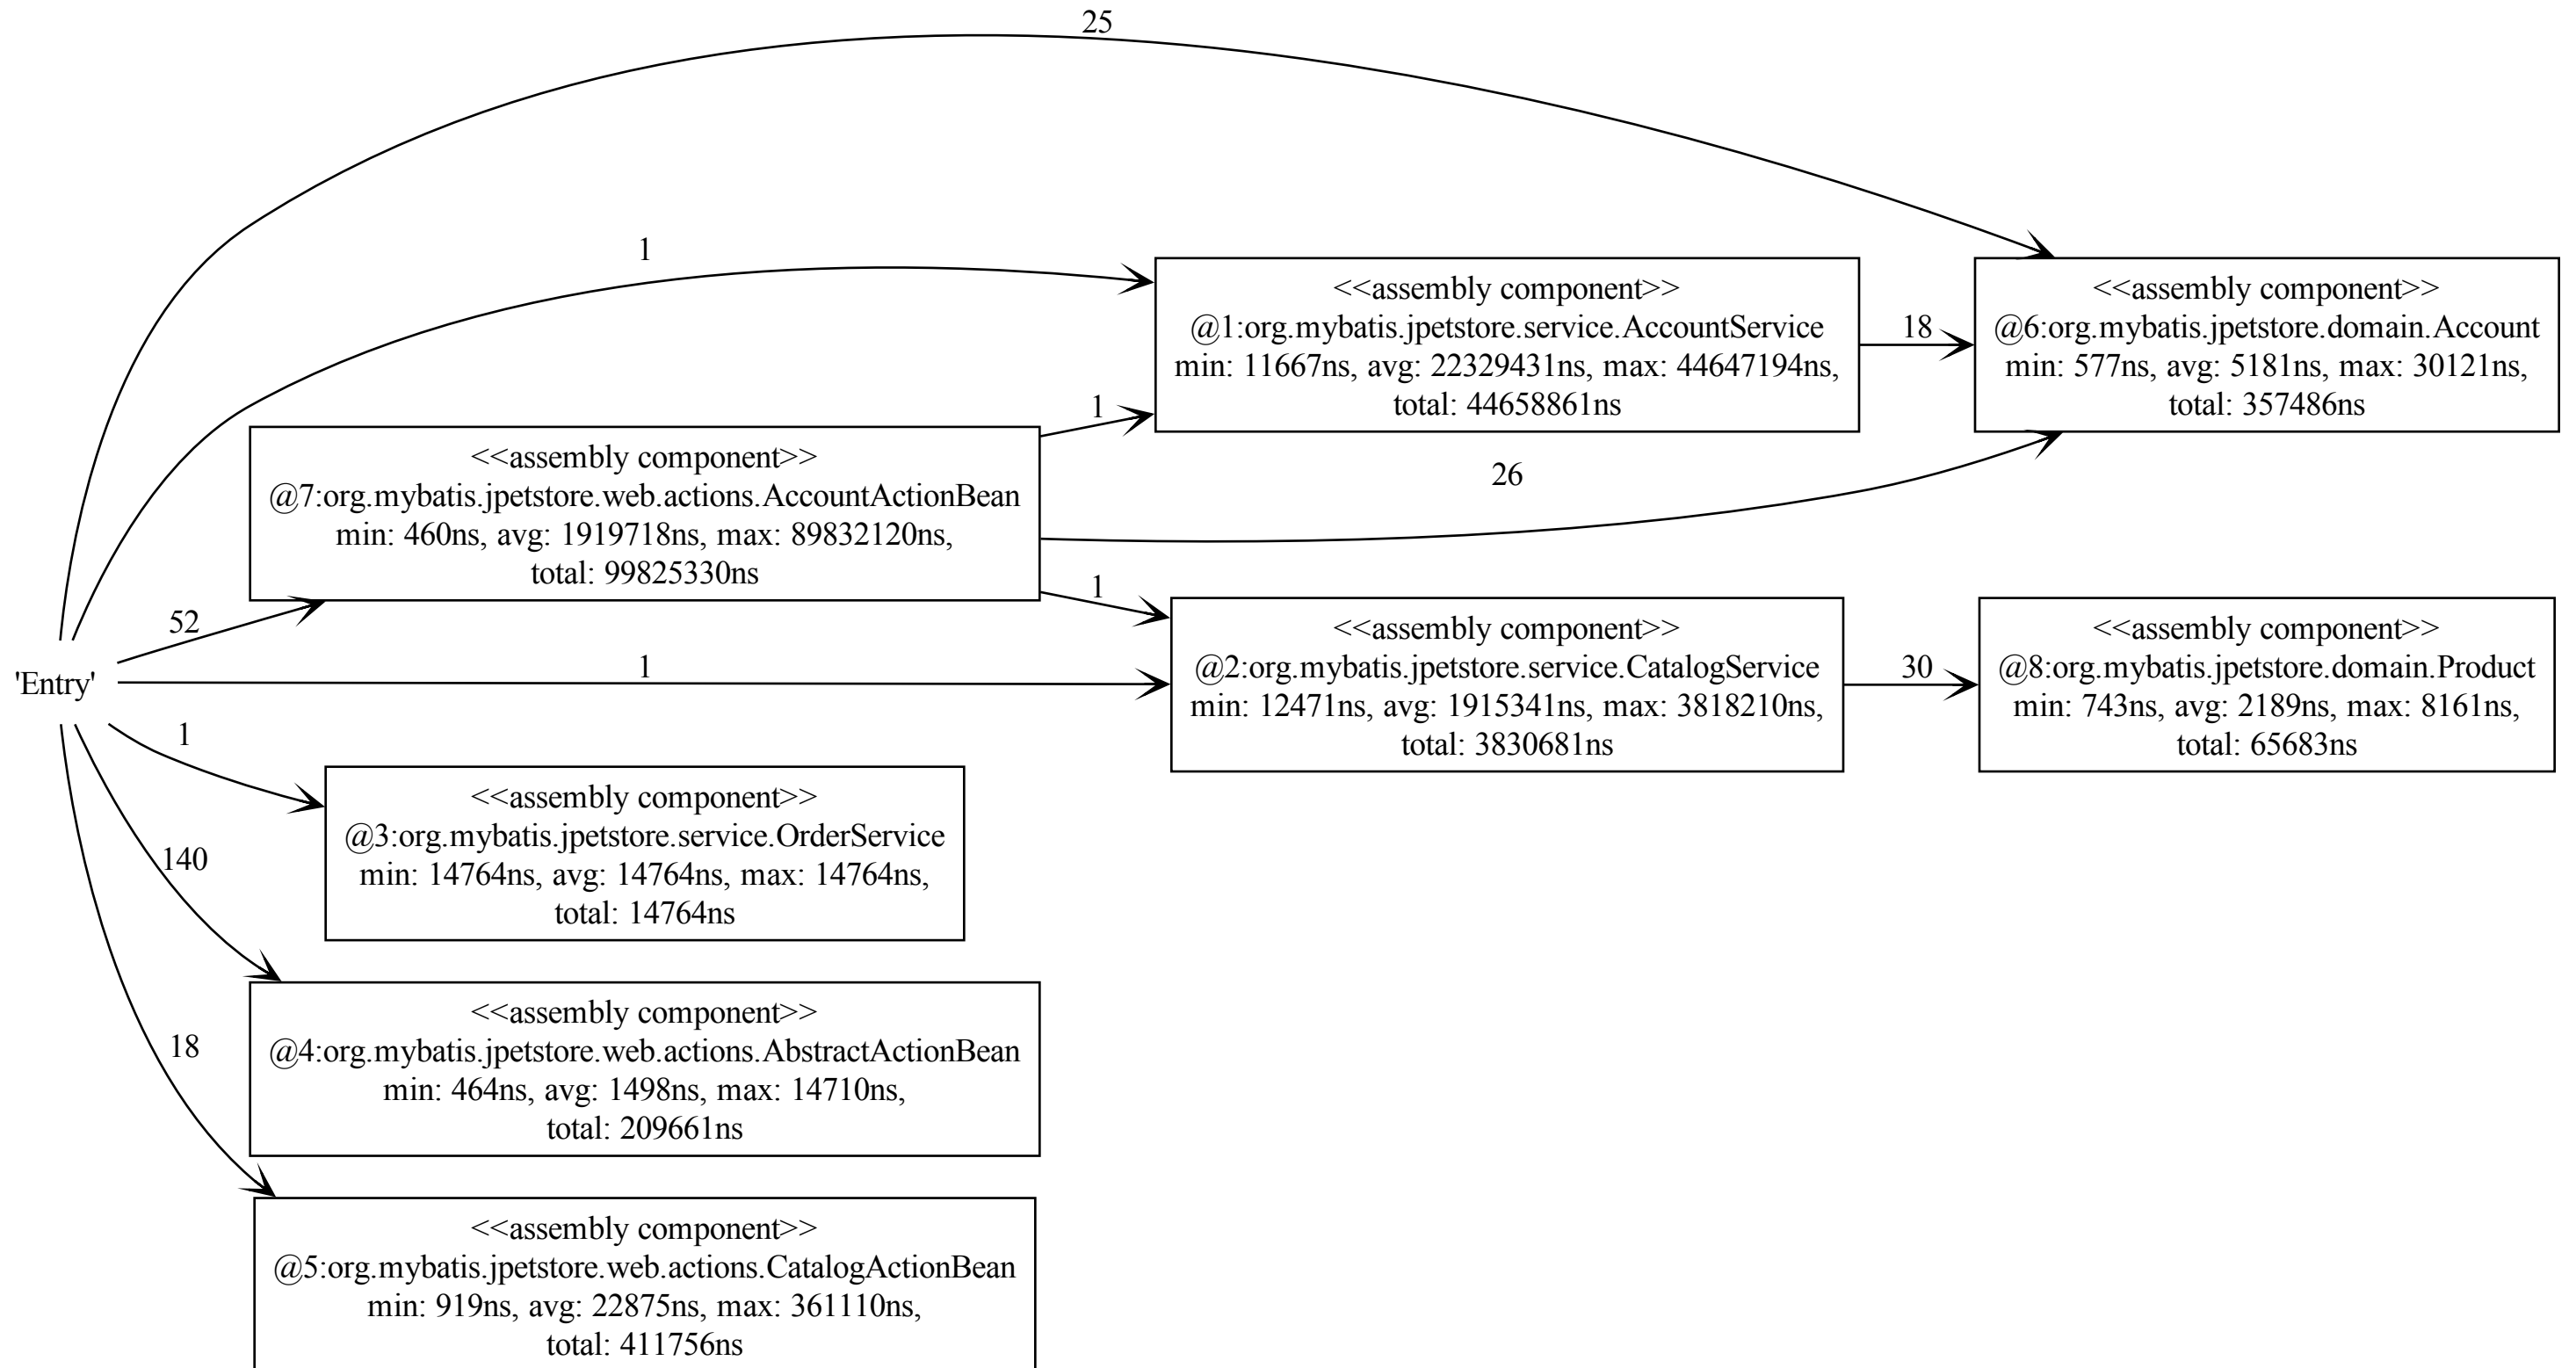 25
1
<<assembly component>>
@1:org.mybatis.jpetstore.service.AccountService
min: 11667ns, avg: 22329431ns, max: 44647194ns,
total: 44658861ns
18
<<assembly component>>
@6:org.mybatis.jpetstore.domain.Account
min: 577ns, avg: 5181ns, max: 30121ns,
total: 357486ns
<<assembly component>>
@7:org.mybatis.jpetstore.web.actions.AccountActionBean
min: 460ns, avg: 1919718ns, max: 89832120ns,
total: 99825330ns
1
26
1
52
'Entry'
1
<<assembly component>>
@2:org.mybatis.jpetstore.service.CatalogService
min: 12471ns, avg: 1915341ns, max: 3818210ns,
total: 3830681ns
30
<<assembly component>>
@8:org.mybatis.jpetstore.domain.Product
min: 743ns, avg: 2189ns, max: 8161ns,
total: 65683ns
1
<<assembly component>>
@3:org.mybatis.jpetstore.service.OrderService
min: 14764ns, avg: 14764ns, max: 14764ns,
total: 14764ns
140
<<assembly component>>
@4:org.mybatis.jpetstore.web.actions.AbstractActionBean
min: 464ns, avg: 1498ns, max: 14710ns,
total: 209661ns
18
<<assembly component>>
@5:org.mybatis.jpetstore.web.actions.CatalogActionBean
min: 919ns, avg: 22875ns, max: 361110ns,
total: 411756ns